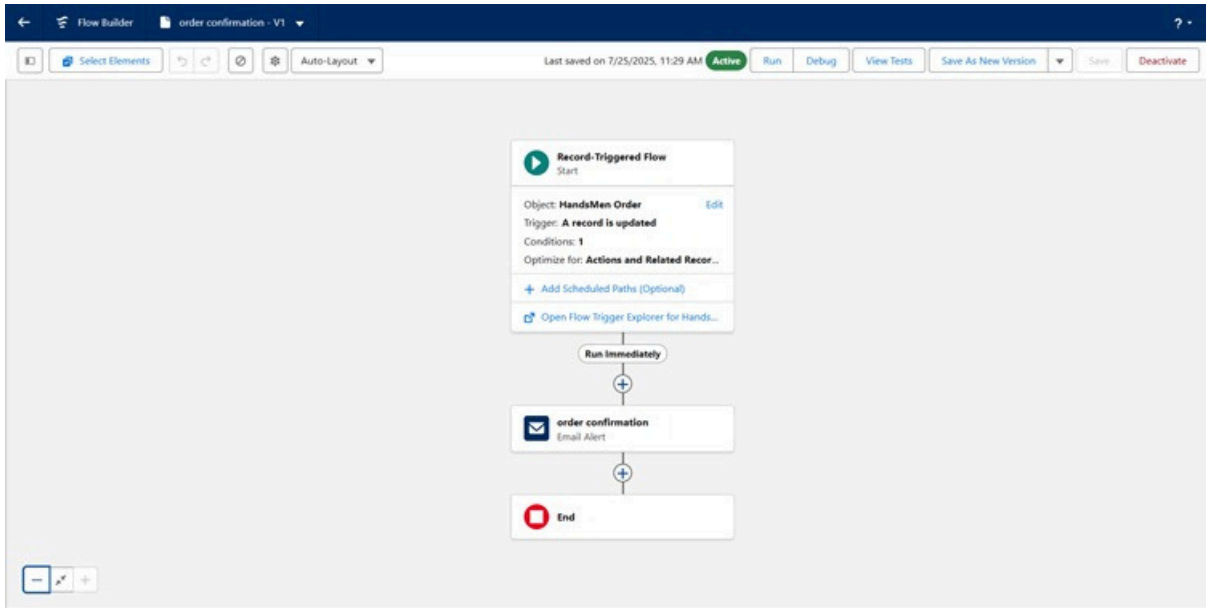 Flow Builder order confirmation - V1 ?
Select Elements Auto-Layout Last saved on 7/25/2025, 11:29 AM Active Run Debug View Tests Save As New Version Save Deactivate
Record-Triggered Flow
Start
Object: HandsMen Order Edit
Trigger: A record is updated
Conditions: 1
Optimize for: Actions and Related Recor...
+ Add Scheduled Paths (Optional)
Open Flow Trigger Explorer for Hands...
Run Immediately
order confirmation
Email Alert
End